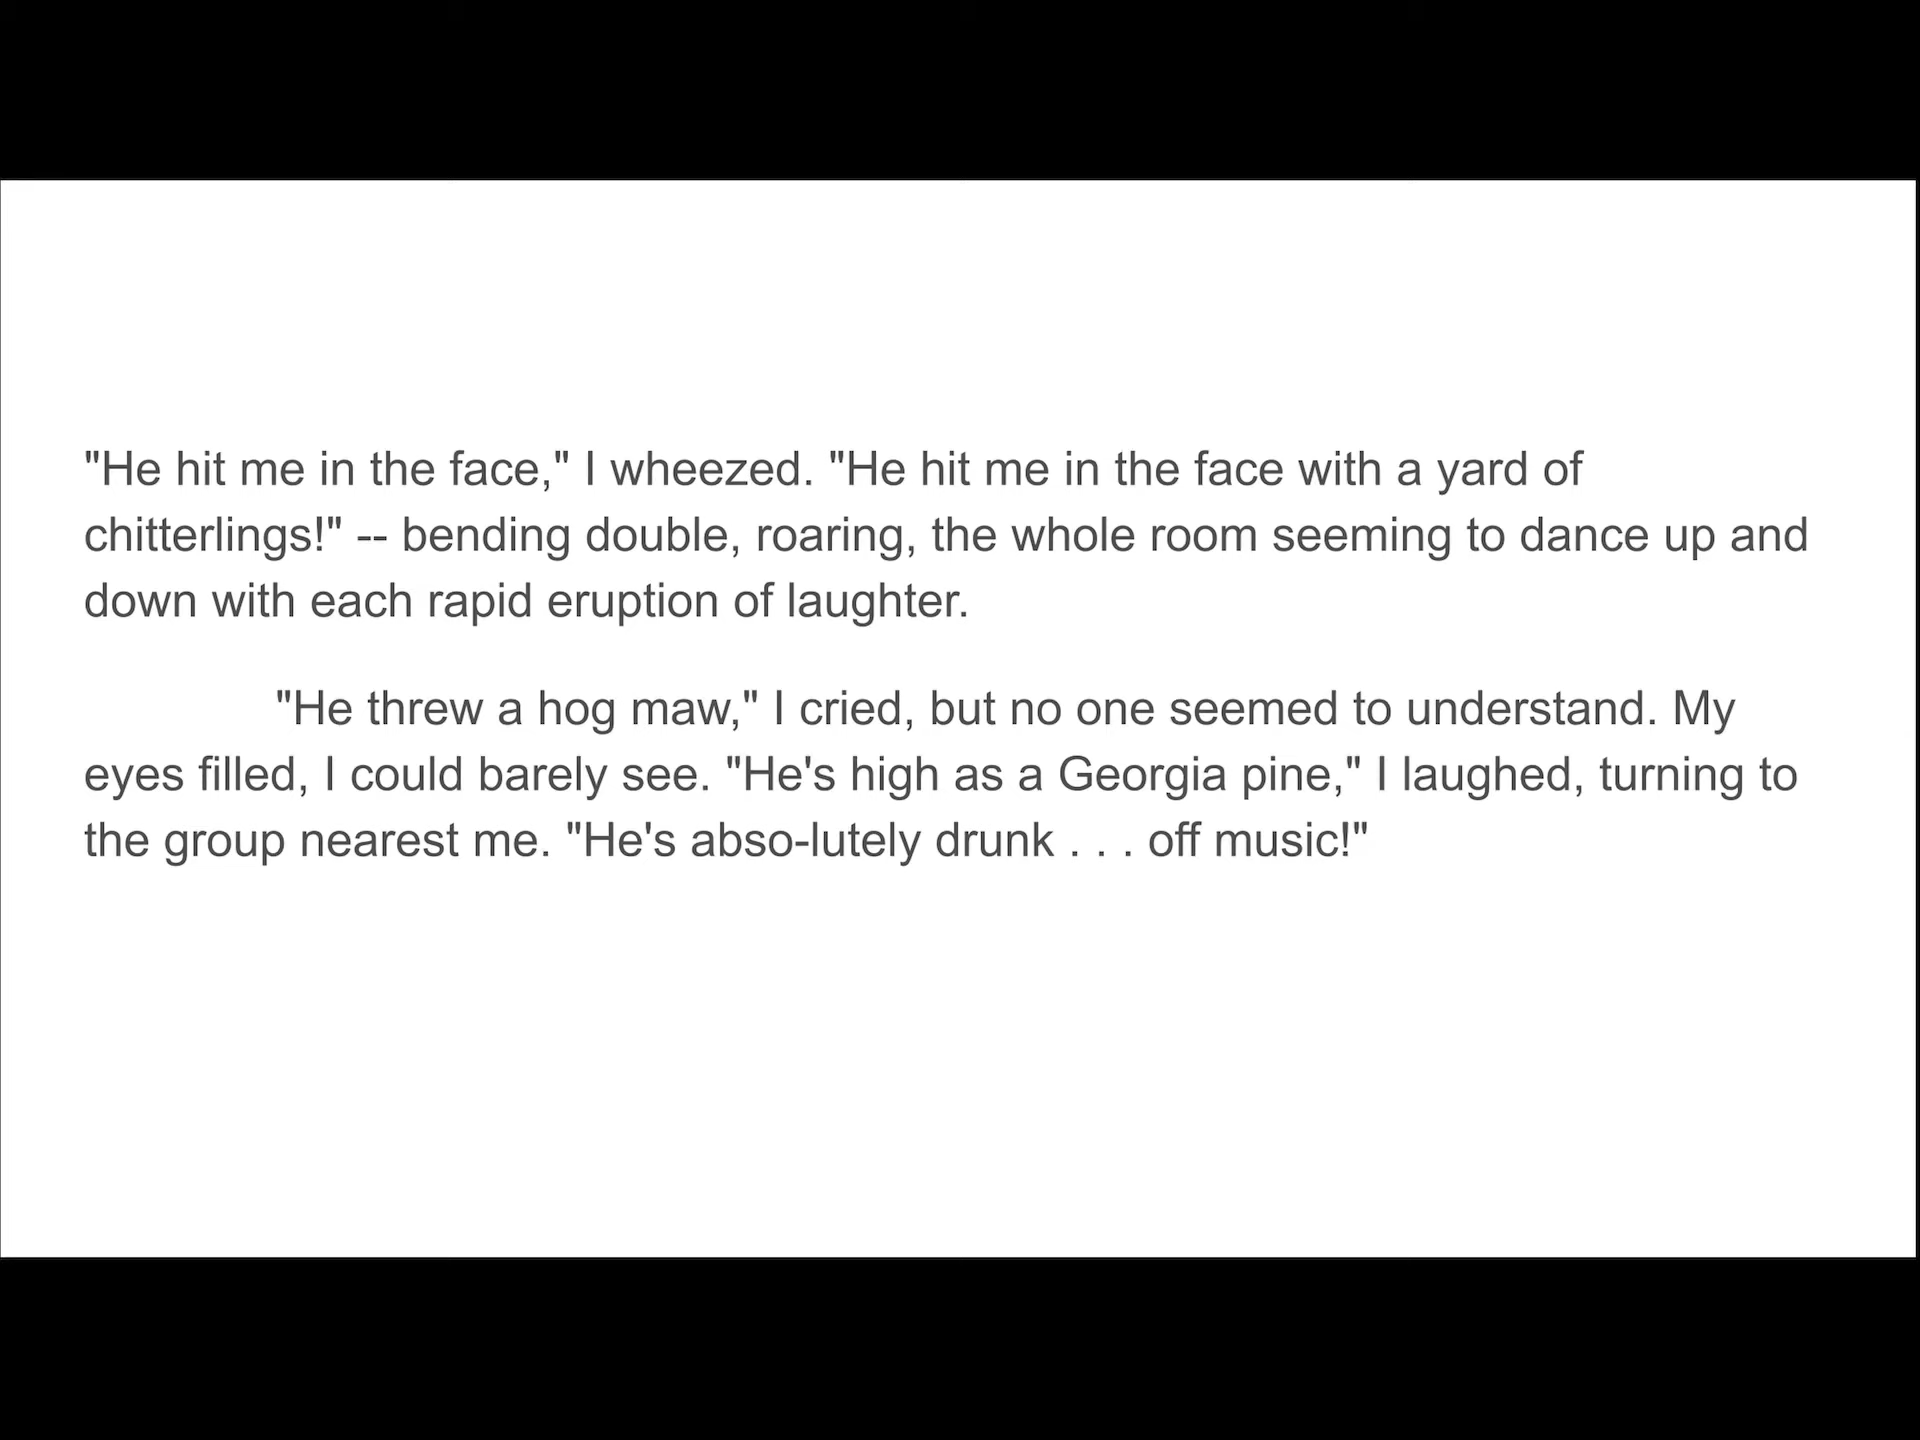 "He hit me in the face," I wheezed. "He hit me in the face with a yard of
chitterlings!" -- bending double, roaring, the whole room seeming to dance up and
down with each rapid eruption of laughter.
"He threw a hog maw," I cried, but no one seemed to understand. My
eyes filled, I could barely see. "He's high as a Georgia pine," I laughed, turning to
the group nearest me. "He's abso-lutely drunk . . . off music!"